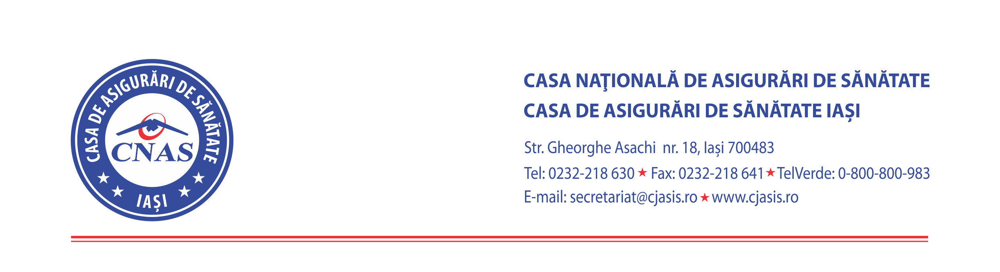 CASA DE ASIGURĂRI DE SĂNĂTATE
CNAS
IAȘI
CASA NAŢIONALĂ DE ASIGURĂRI DE SĂNĂTATE
CASA DE ASIGURĂRI DE SĂNĂTATE IAȘI
Str. Gheorghe Asachi nr. 18, Iași 700483
Tel: 0232-218 630 ★ Fax: 0232-218 641 ★ TelVerde: 0-800-800-983
E-mail: secretariat@cjasis.ro ★ www.cjasis.ro